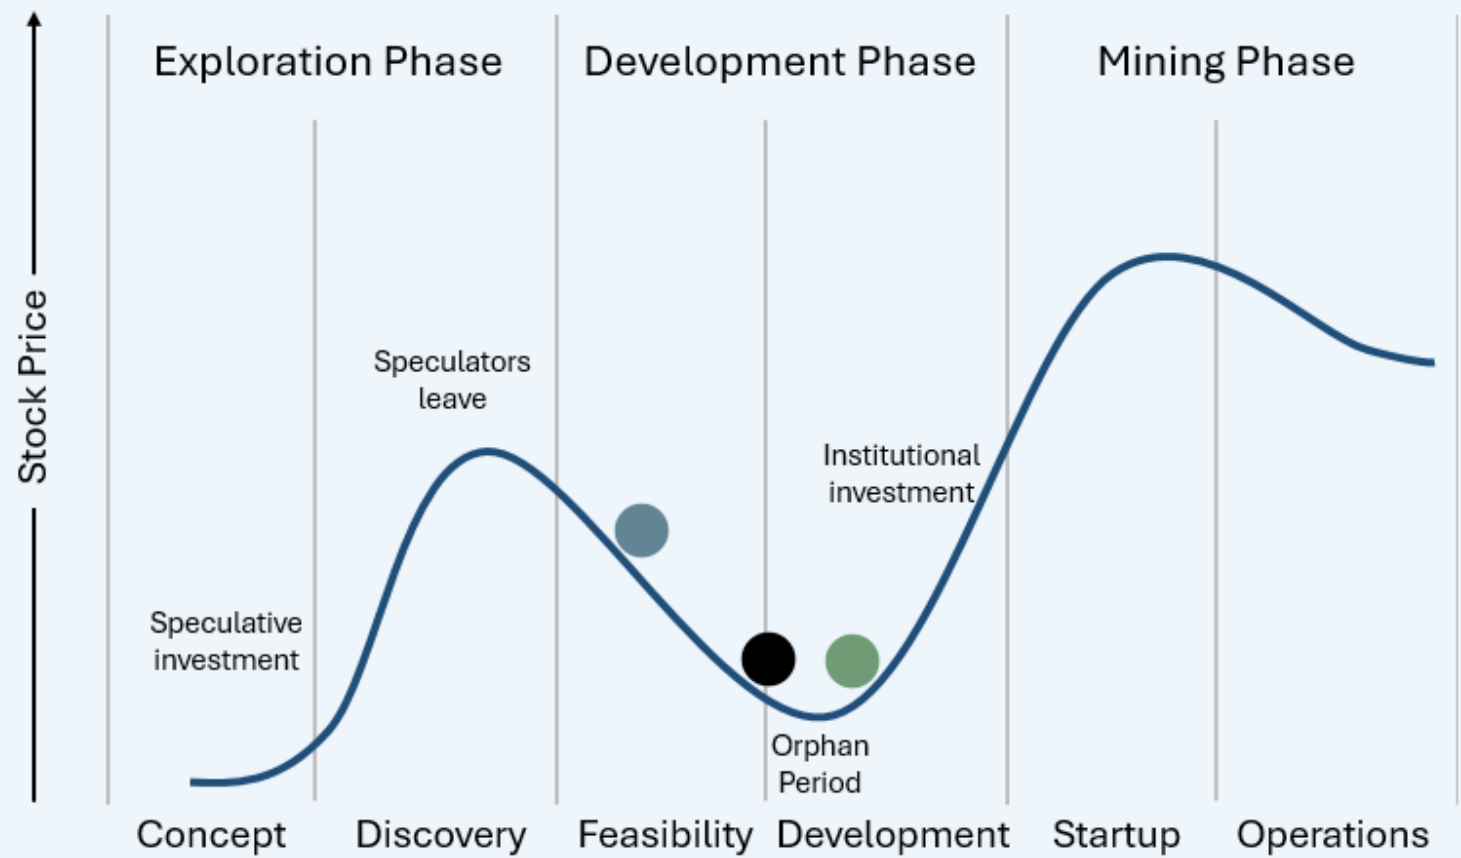 Exploration Phase
Development Phase
Mining Phase
Stock Price
Speculators
leave
Institutional
investment
Speculative
investment
Orphan
Period
Concept
Discovery
Feasibility
Development
Startup
Operations